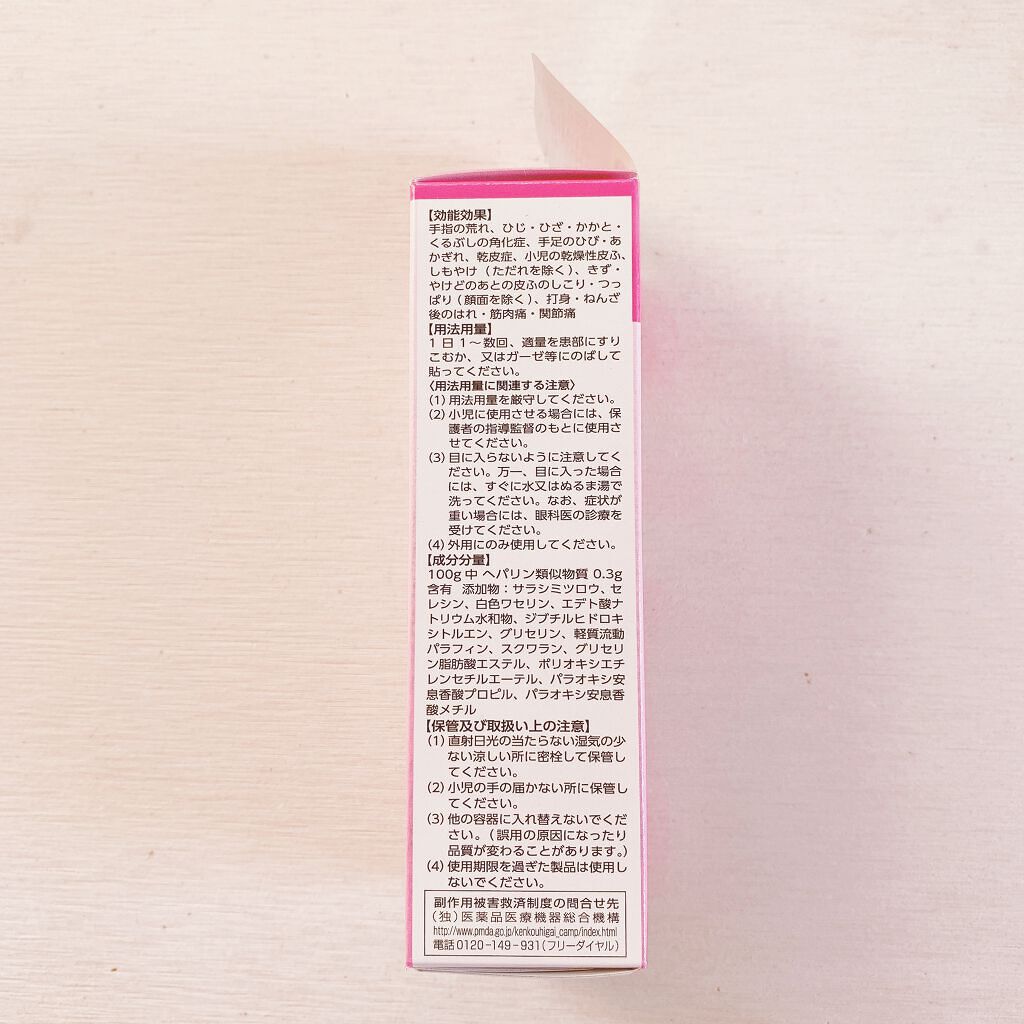 【効能効果】
手指の荒れ、ひじ・ひざ・かかと・
くるぶしの角化症、手足のひび・あ
かぎれ、乾皮症、小児の乾燥性皮ふ、
しもやけ（ただれを除く）、きず・
やけどのあとの皮ふのしこり・つっ
ぱり（顔面を除く）、打身・ねんざ
後のはれ・筋肉痛・関節痛
【用法用量】
1日1～数回、適量を患部にすり
こむか、又はガーゼ等にのばして
貼ってください。
〈用法用量に関連する注意〉
(1) 用法用量を厳守してください。
(2) 小児に使用させる場合には、保
護者の指導監督のもとに使用さ
せてください。
(3) 目に入らないように注意してく
ださい。万一、目に入った場合
には、すぐに水又はぬるま湯で
洗ってください。なお、症状が
重い場合には、眼科医の診療を
受けてください。
(4) 外用にのみ使用してください。
【成分分量】
100g中 ヘパリン類似物質 0.3g
含有 添加物：サラシミツロウ、セ
レシン、白色ワセリン、エデト酸ナ
トリウム水和物、ジブチルヒドロキ
シトルエン、グリセリン、軽質流動
パラフィン、スクワラン、グリセリ
ン脂肪酸エステル、ポリオキシエチ
レンセチルエーテル、パラオキシ安
息香酸プロピル、パラオキシ安息香
酸メチル
【保管及び取扱い上の注意】
(1) 直射日光の当たらない湿気の少
ない涼しい所に密栓して保管し
てください。
(2) 小児の手の届かない所に保管し
てください。
(3) 他の容器に入れ替えないでくだ
さい。（誤用の原因になったり
品質が変わることがあります。）
(4) 使用期限を過ぎた製品は使用し
ないでください。
副作用被害救済制度の問合せ先
（独）医薬品医療機器総合機構
http://www.pmda.go.jp/kenkouhigai_camp/index.html
電話 0120-149-931（フリーダイヤル）